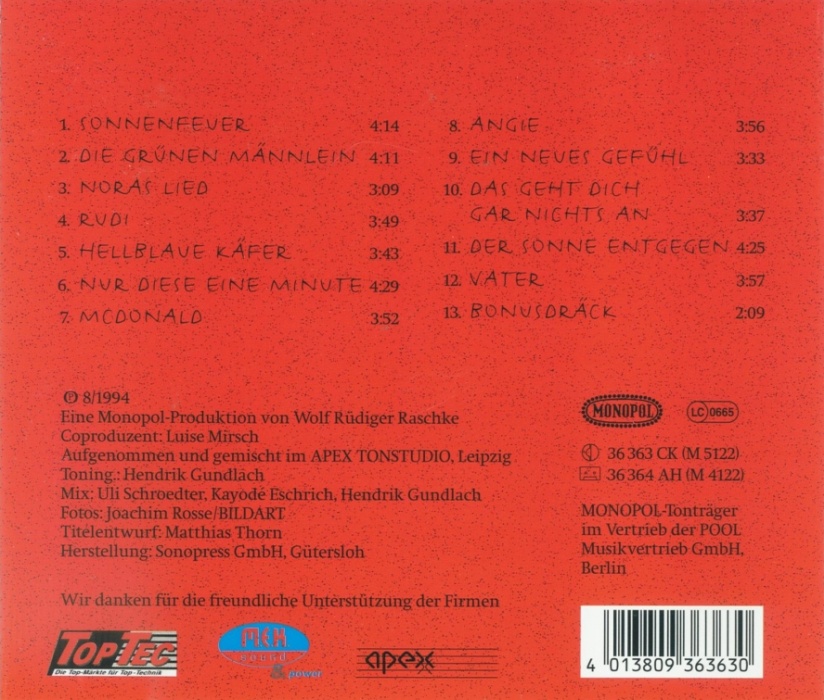 1. SONNENFEUER 4:14
2. DIE GRÜNEN MÄNNLEIN 4:11
3. NORAS LIED 3:09
4. RUDI 3:49
5. HELLBLAUE KÄFER 3:43
6. NUR DIESE EINE MINUTE 4:29
7. MCDONALD 3:52
8. ANGIE 3:56
9. EIN NEUES GEFÜHL 3:33
10. DAS GEHT DICH
GAR NICHTS AN 3:37
11. DER SONNE ENTGEGEN 4:25
12. VATER 3:57
13. BONUSDRÄCK 2:09
Ⓟ 8/1994
Eine Monopol-Produktion von Wolf Rüdiger Raschke
Coproduzent: Luise Mirsch
Aufgenommen und gemischt im APEX TONSTUDIO, Leipzig
Toning.: Hendrik Gundlach
Mix: Uli Schroedter, Kayodé Eschrich, Hendrik Gundlach
Fotos: Joachim Rosse/BILDART
Titelentwurf: Matthias Thorn
Herstellung: Sonopress GmbH, Gütersloh
Wir danken für die freundliche Unterstützung der Firmen
TOPTEC
Die Top-Märkte für Top-Technik
sound
& power
apex
MONOPOL
LC 0665
36 363 CK (M 5122)
36 364 AH (M 4122)
MONOPOL-Tonträger
im Vertrieb der POOL
Musikvertrieb GmbH,
Berlin
4 013809 363630